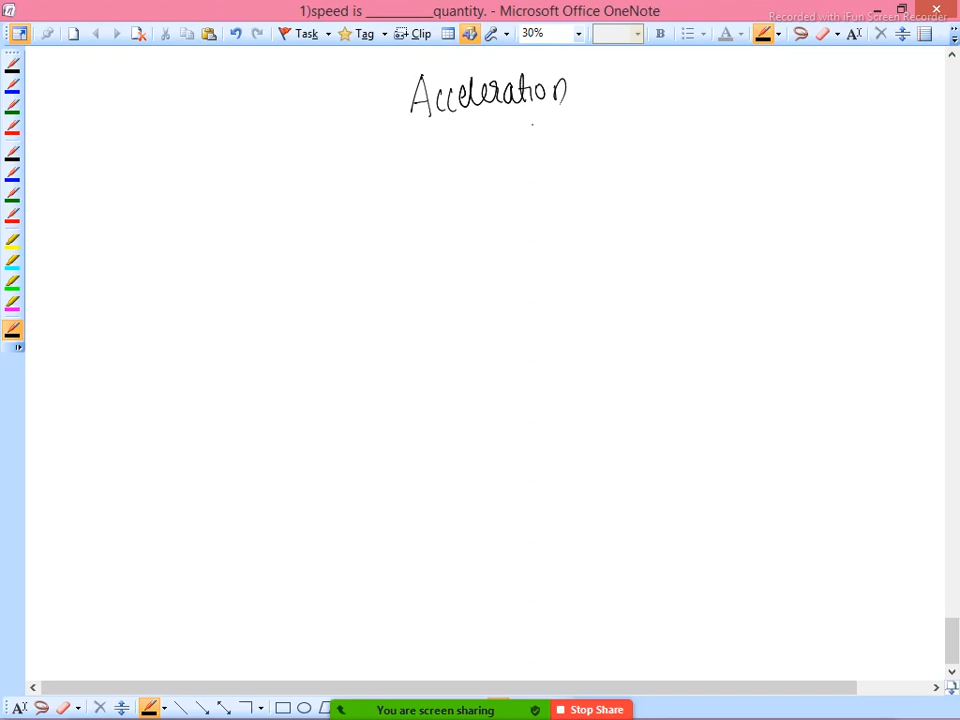 1)speed is __________quantity. - Microsoft Office OneNote
Recorded with iFun Screen Recorder
Task Tag Clip 30% B A
Acceleration
You are screen sharing Stop Share